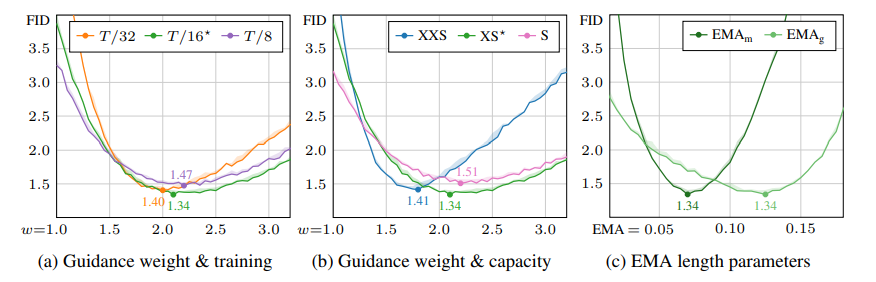 FID
T/32 T/16* T/8
3.5
3.0
2.5
2.0
1.5
1.47
1.40
1.34
w=1.0 1.5 2.0 2.5 3.0
(a) Guidance weight & training
FID
XXS XS* S
3.5
3.0
2.5
2.0
1.5
1.51
1.41
1.34
w=1.0 1.5 2.0 2.5 3.0
(b) Guidance weight & capacity
FID
EMAm EMAg
3.5
3.0
2.5
2.0
1.5
1.34
1.34
EMA = 0.05 0.10 0.15
(c) EMA length parameters